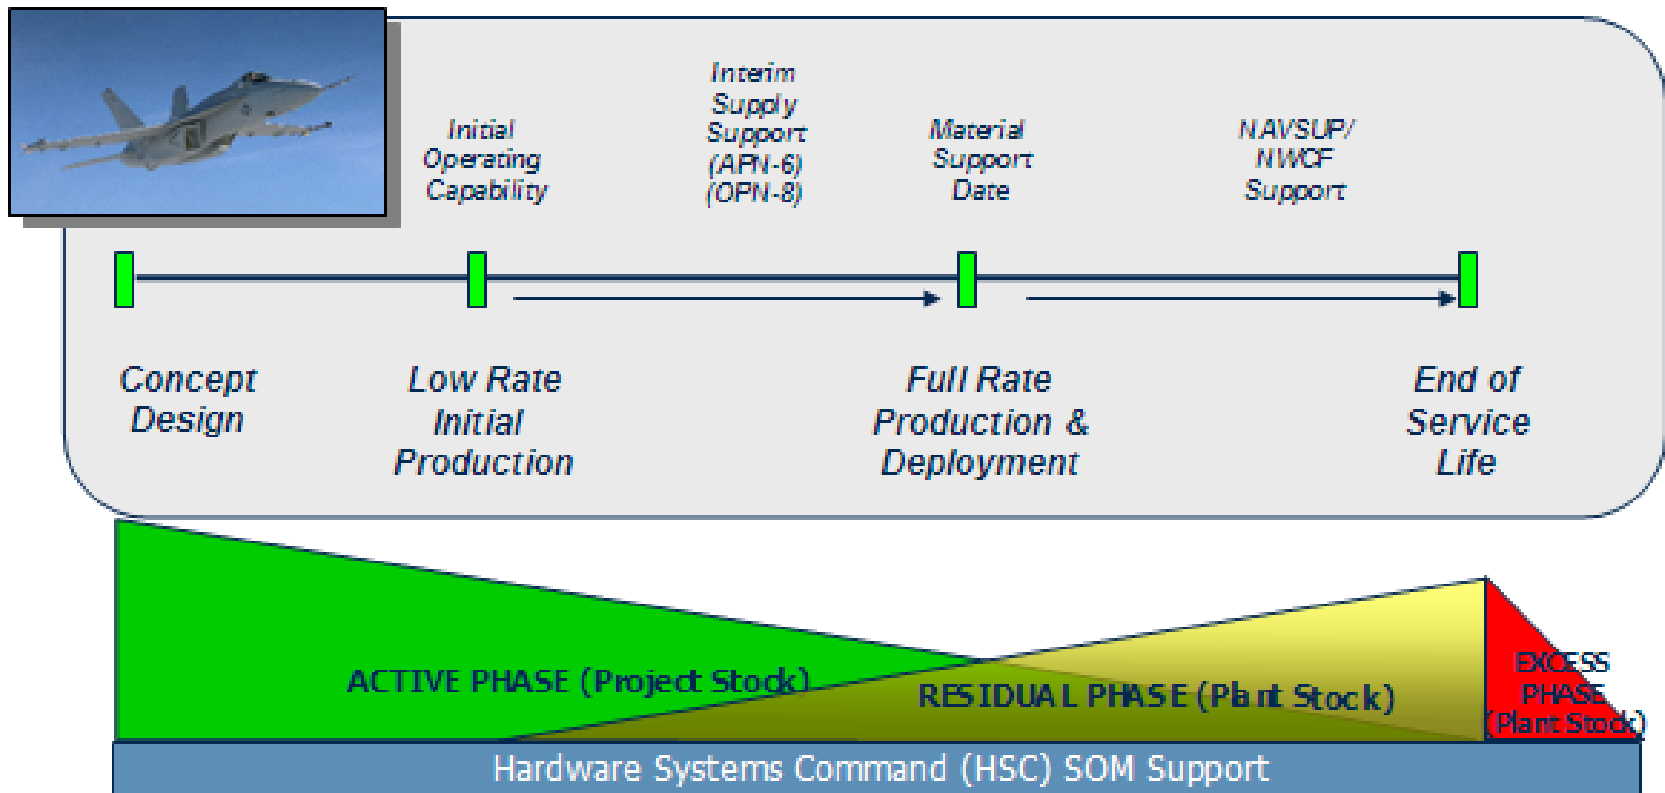 Initial
Operating
Capability
Interim
Supply
Support
(APN-6)
(OPN-8)
Material
Support
Date
NAVSUP/
NWCF
Support
Concept
Design
Low Rate
Initial
Production
Full Rate
Production &
Deployment
End of
Service
Life
ACTIVE PHASE (Project Stock)
RESIDUAL PHASE (Plant Stock)
EXCESS
PHASE
(Plant Stock)
Hardware Systems Command (HSC) SOM Support